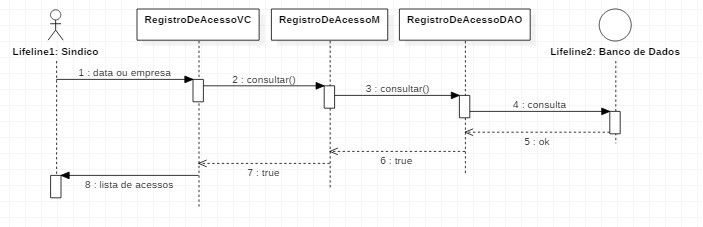 RegistroDeAcessoVC
RegistroDeAcessoM
RegistroDeAcessoDAO
Lifeline1: Sindico
Lifeline2: Banco de Dados
1 : data ou empresa
2 : consultar()
3 : consultar()
4 : consulta
5 : ok
6 : true
7 : true
8 : lista de acessos